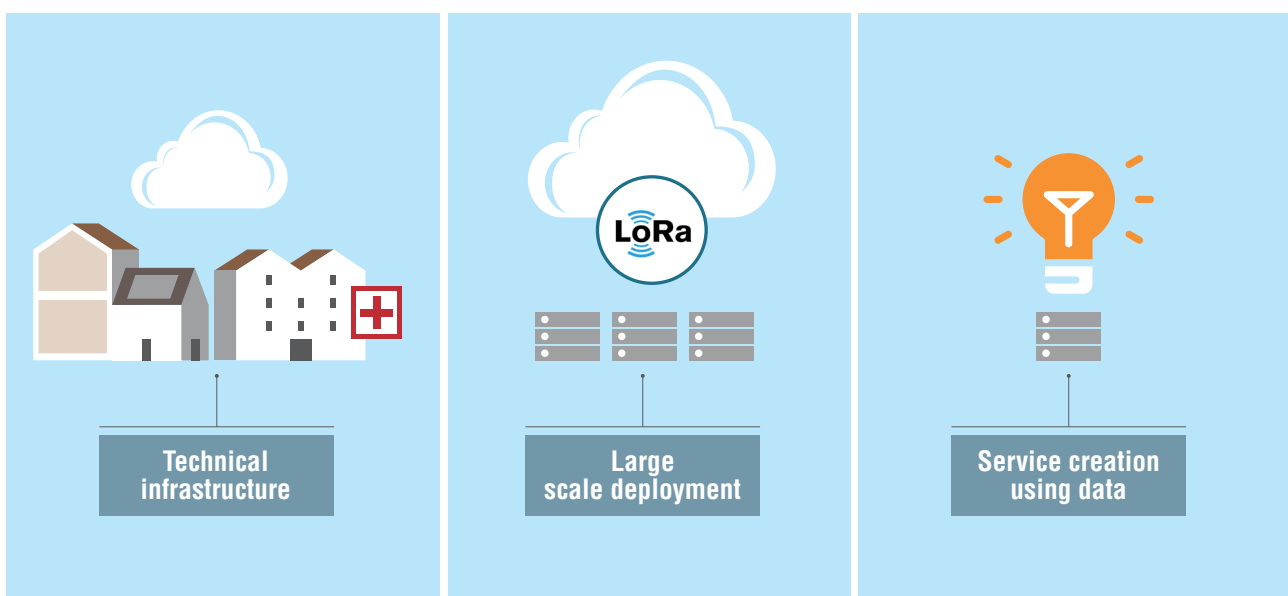 LoRa
Technical
infrastructure
Large
scale deployment
Service creation
using data